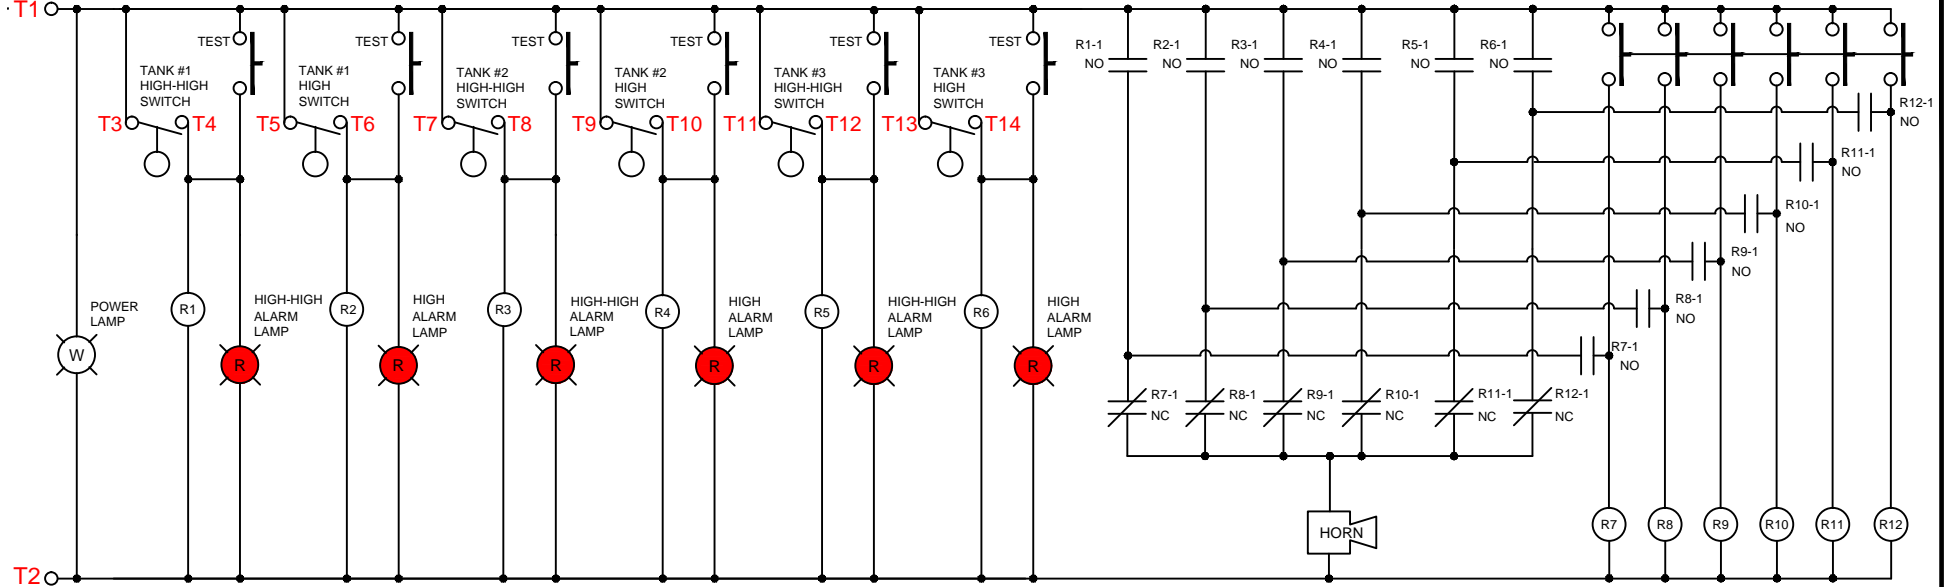 T1
TEST
TEST
TEST
TEST
TEST
TEST
R1-1
NO
R2-1
NO
R3-1
NO
R4-1
NO
R5-1
NO
R6-1
NO
TANK #1
HIGH-HIGH
SWITCH
TANK #1
HIGH
SWITCH
TANK #2
HIGH-HIGH
SWITCH
TANK #2
HIGH
SWITCH
TANK #3
HIGH-HIGH
SWITCH
TANK #3
HIGH
SWITCH
T3
T4
T5
T6
T7
T8
T9
T10
T11
T12
T13
T14
R12-1
NO
R11-1
NO
R10-1
NO
R9-1
NO
R8-1
NO
R7-1
NO
POWER
LAMP
W
R1
HIGH-HIGH
ALARM
LAMP
R
R2
HIGH
ALARM
LAMP
R
R3
HIGH-HIGH
ALARM
LAMP
R
R4
HIGH
ALARM
LAMP
R
R5
HIGH-HIGH
ALARM
LAMP
R
R6
HIGH
ALARM
LAMP
R
R7-1
NC
R8-1
NC
R9-1
NC
R10-1
NC
R11-1
NC
R12-1
NC
HORN
R7
R8
R9
R10
R11
R12
T2